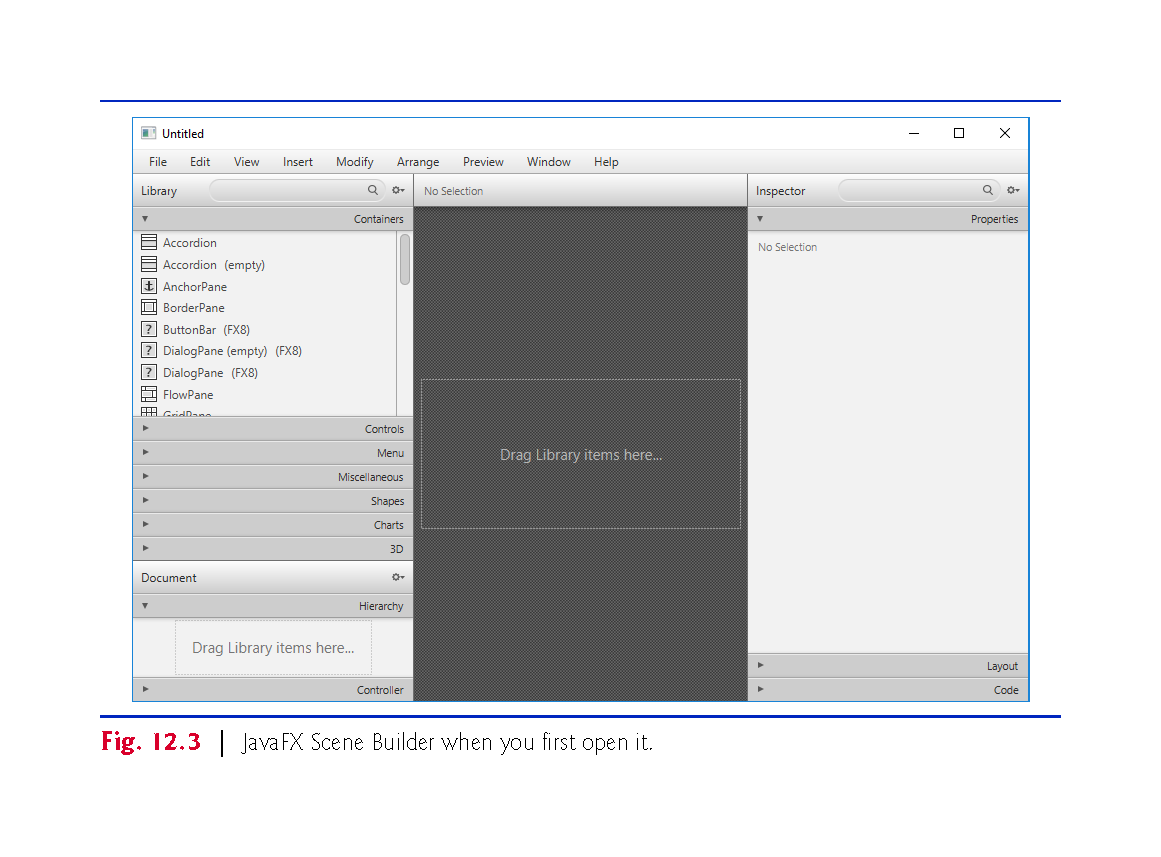 Untitled
File Edit View Insert Modify Arrange Preview Window Help
Library
No Selection
Inspector
Containers
Properties
Accordion
Accordion (empty)
AnchorPane
BorderPane
ButtonBar (FX8)
DialogPane (empty) (FX8)
DialogPane (FX8)
FlowPane
GridPane
Controls
Menu
Miscellaneous
Shapes
Charts
3D
Document
Hierarchy
Drag Library items here...
Controller
Drag Library items here...
No Selection
Layout
Code
Fig. 12.3 | JavaFX Scene Builder when you first open it.